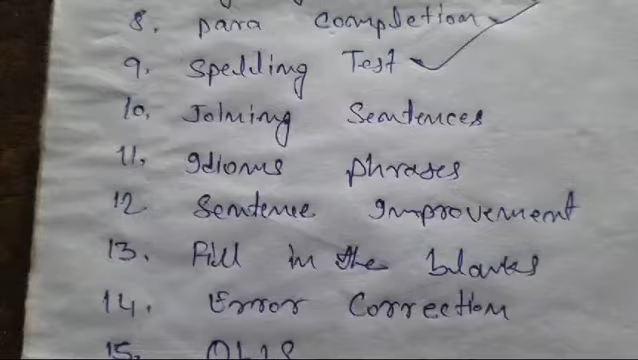 8. para completion
9. Spelling Test
10. Joining Sentences
11. Idioms phrases
12. Sentence Improvement
13. Fill in the blanks
14. Error Correction
15.